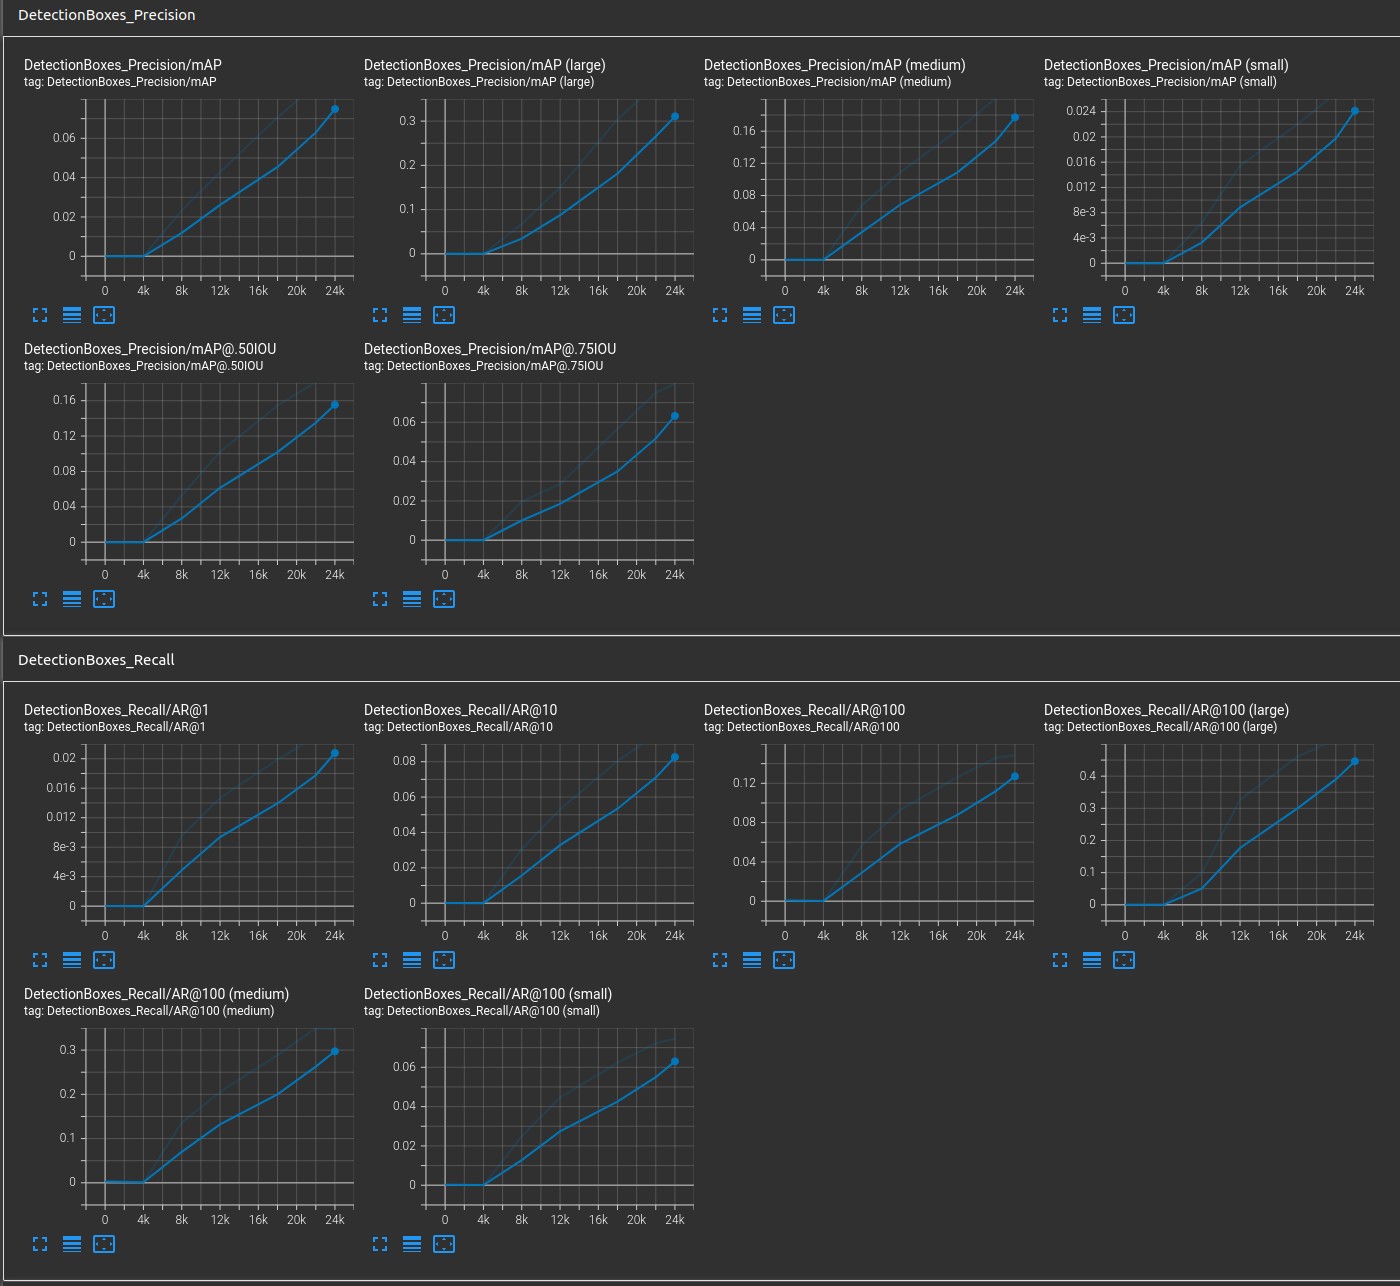 DetectionBoxes_Precision
DetectionBoxes_Precision/mAP
tag: DetectionBoxes_Precision/mAP
0.06
0.04
0.02
0
0 4k 8k 12k 16k 20k 24k
DetectionBoxes_Precision/mAP (large)
tag: DetectionBoxes_Precision/mAP (large)
0.3
0.2
0.1
0
0 4k 8k 12k 16k 20k 24k
DetectionBoxes_Precision/mAP (medium)
tag: DetectionBoxes_Precision/mAP (medium)
0.16
0.12
0.08
0.04
0
0 4k 8k 12k 16k 20k 24k
DetectionBoxes_Precision/mAP (small)
tag: DetectionBoxes_Precision/mAP (small)
0.024
0.02
0.016
0.012
8e-3
4e-3
0
0 4k 8k 12k 16k 20k 24k
DetectionBoxes_Precision/mAP@.50IOU
tag: DetectionBoxes_Precision/mAP@.50IOU
0.16
0.12
0.08
0.04
0
0 4k 8k 12k 16k 20k 24k
DetectionBoxes_Precision/mAP@.75IOU
tag: DetectionBoxes_Precision/mAP@.75IOU
0.06
0.04
0.02
0
0 4k 8k 12k 16k 20k 24k
DetectionBoxes_Recall
DetectionBoxes_Recall/AR@1
tag: DetectionBoxes_Recall/AR@1
0.02
0.016
0.012
8e-3
4e-3
0
0 4k 8k 12k 16k 20k 24k
DetectionBoxes_Recall/AR@10
tag: DetectionBoxes_Recall/AR@10
0.08
0.06
0.04
0.02
0
0 4k 8k 12k 16k 20k 24k
DetectionBoxes_Recall/AR@100
tag: DetectionBoxes_Recall/AR@100
0.12
0.08
0.04
0
0 4k 8k 12k 16k 20k 24k
DetectionBoxes_Recall/AR@100 (large)
tag: DetectionBoxes_Recall/AR@100 (large)
0.4
0.3
0.2
0.1
0
0 4k 8k 12k 16k 20k 24k
DetectionBoxes_Recall/AR@100 (medium)
tag: DetectionBoxes_Recall/AR@100 (medium)
0.3
0.2
0.1
0
0 4k 8k 12k 16k 20k 24k
DetectionBoxes_Recall/AR@100 (small)
tag: DetectionBoxes_Recall/AR@100 (small)
0.06
0.04
0.02
0
0 4k 8k 12k 16k 20k 24k